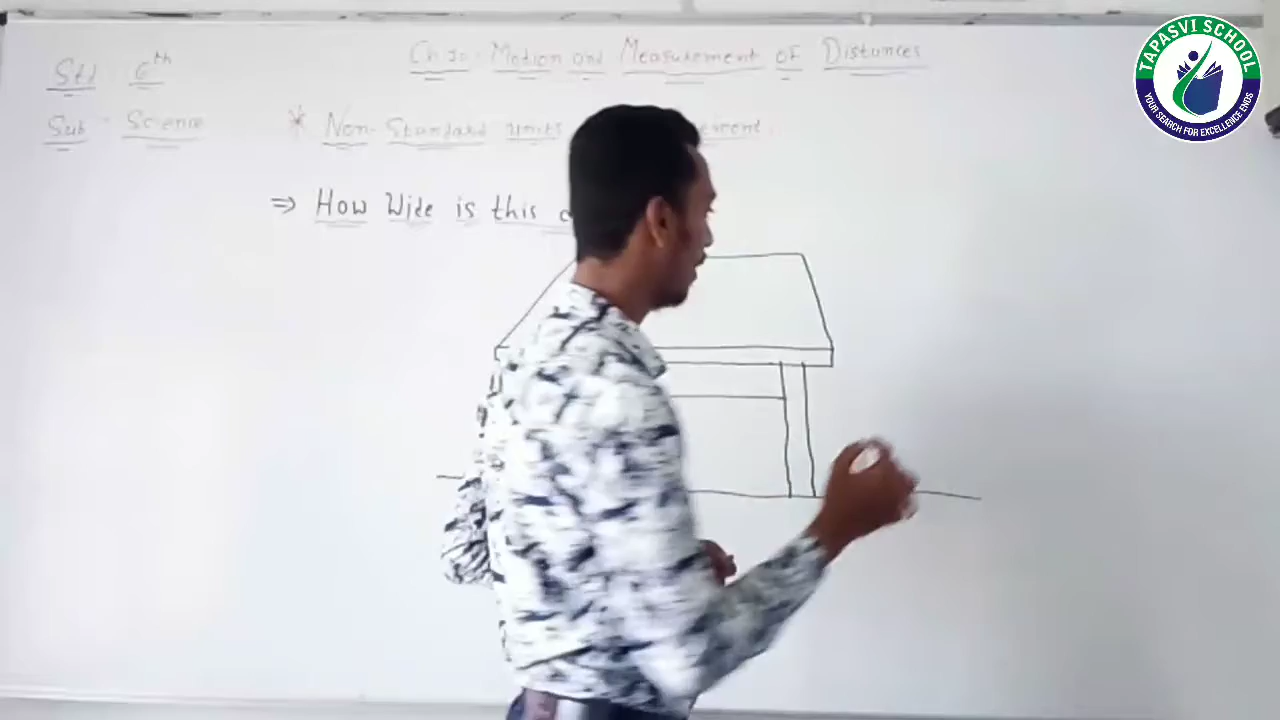 Std 6th
Ch 10. Motion and Measurement of Distances
Sub Science
* Non-Standard units
⇒ How Wide is this
TAPASVI SCHOOL
YOUR SEARCH FOR EXCELLENCE ENDS